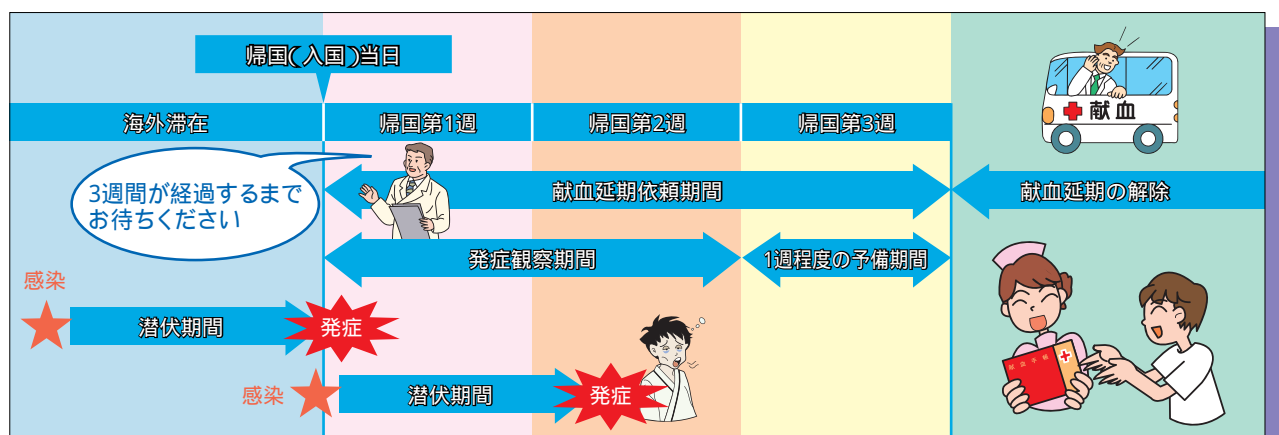 帰国(入国)当日
海外滞在
帰国第1週
帰国第2週
帰国第3週
献血
3週間が経過するまで
お待ちください
献血延期依頼期間
献血延期の解除
発症観察期間
1週程度の予備期間
感染
潜伏期間
発症
感染
潜伏期間
発症
献血手帳